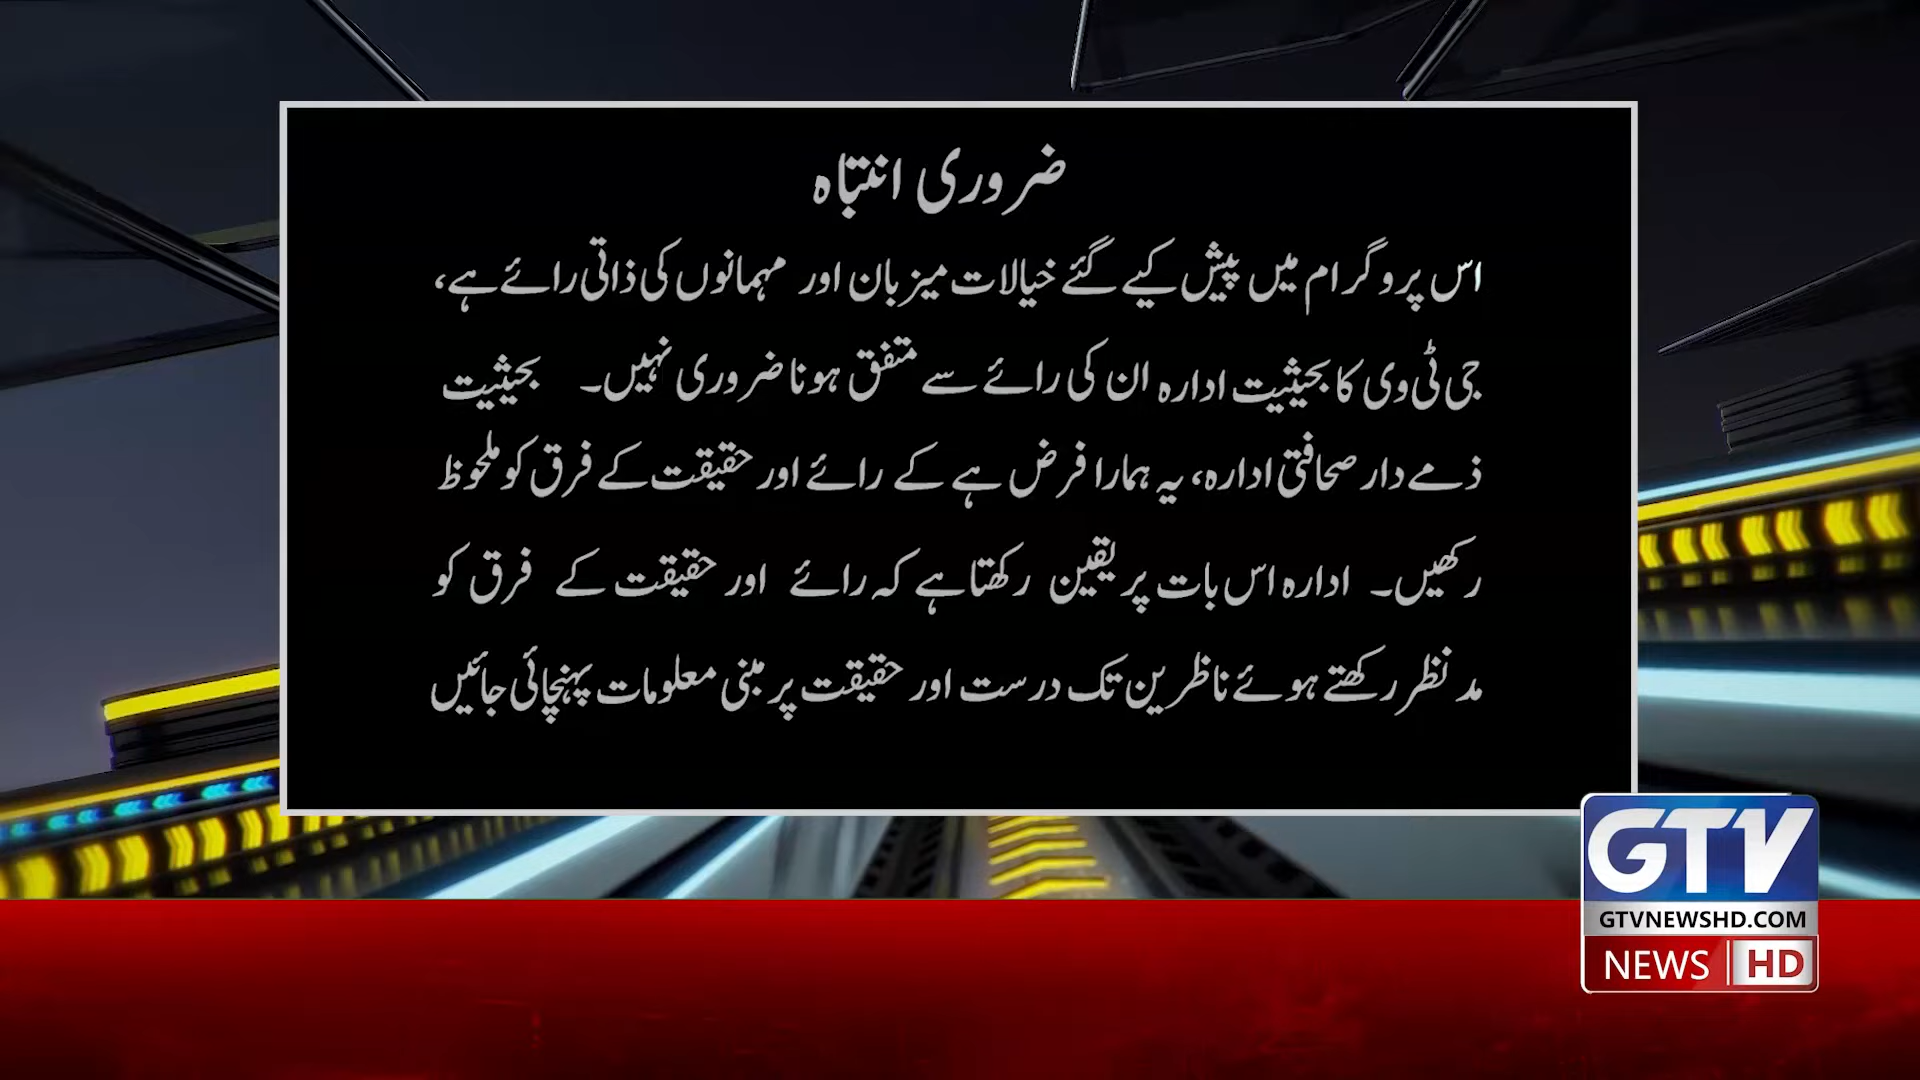 ضروری انتباہ
اس پروگرام میں پیش کیے گئے خیالات میزبان اور مہمانوں کی ذاتی رائے ہے،
جی ٹی وی کا بحیثیت ادارہ ان کی رائے سے متفق ہونا ضروری نہیں۔ بحیثیت
ذمے دار صحافتی ادارہ، یہ ہمارا فرض ہے کے رائے اور حقیقت کے فرق کو ملحوظ
رکھیں۔ ادارہ اس بات پر یقین رکھتا ہے کہ رائے اور حقیقت کے فرق کو
مد نظر رکھتے ہوئے ناظرین تک درست اور حقیقت پر مبنی معلومات پہنچائی جائیں
GTV
GTVNEWSHD.COM
NEWS HD